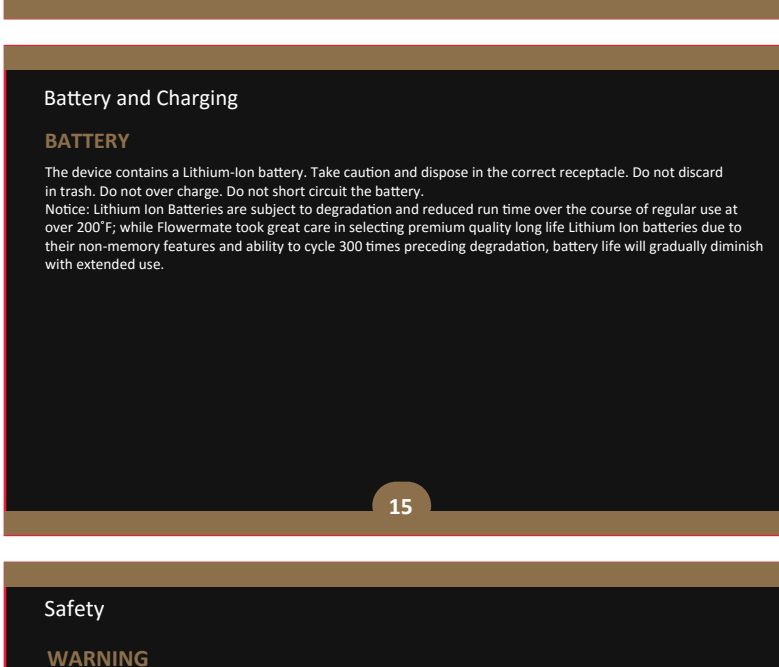 Battery and Charging
BATTERY
The device contains a Lithium-Ion battery. Take caution and dispose in the correct receptacle. Do not discard
in trash. Do not over charge. Do not short circuit the battery.
Notice: Lithium Ion Batteries are subject to degradation and reduced run time over the course of regular use at
over 200˚F; while Flowermate took great care in selecting premium quality long life Lithium Ion batteries due to
their non-memory features and ability to cycle 300 times preceding degradation, battery life will gradually diminish
with extended use.
15
Safety
WARNING